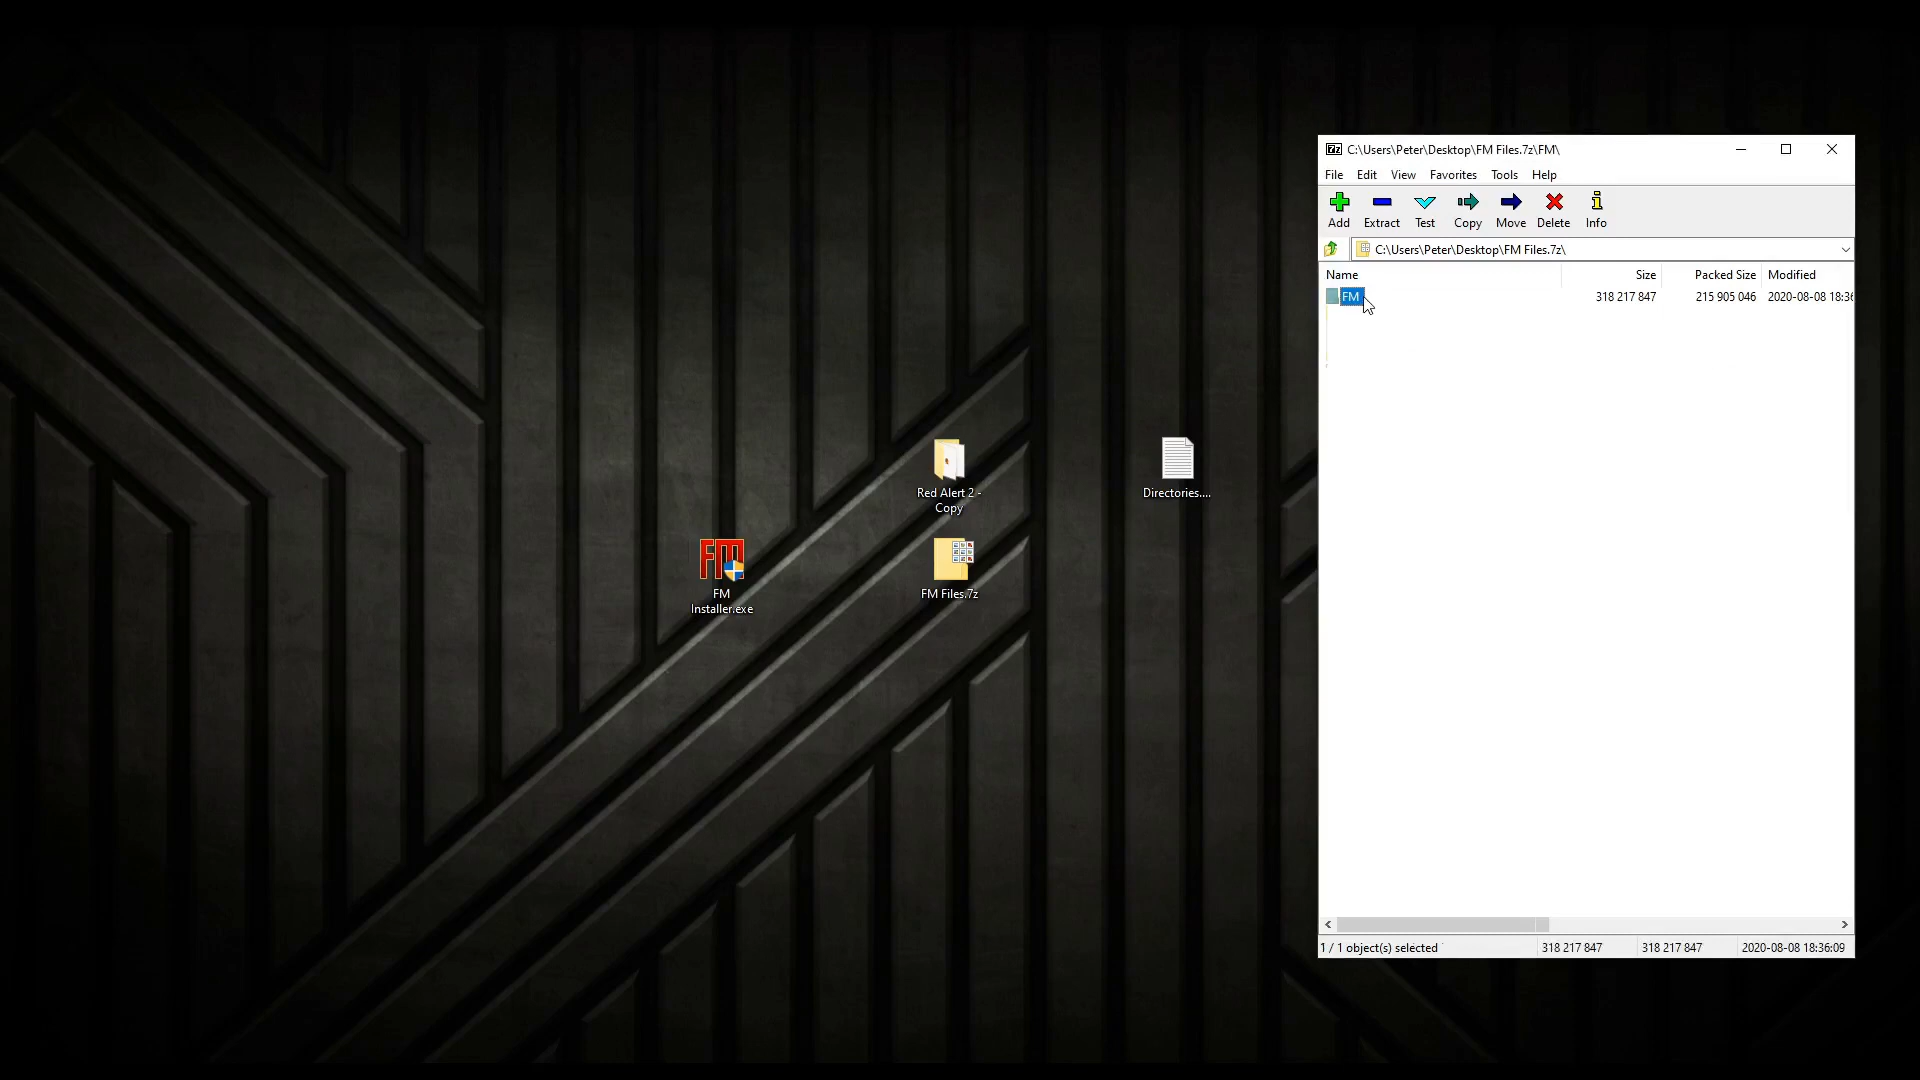 C:\Users\Peter\Desktop\FM Files.7z\FM\
File Edit View Favorites Tools Help
Add Extract Test Copy Move Delete Info
C:\Users\Peter\Desktop\FM Files.7z\
Name Size Packed Size Modified
FM 318 217 847 215 905 046 2020-08-08 18:36
1 / 1 object(s) selected 318 217 847 318 217 847 2020-08-08 18:36:09
Red Alert 2 -
Copy
Directories....
FM
FM
Installer.exe
FM Files.7z